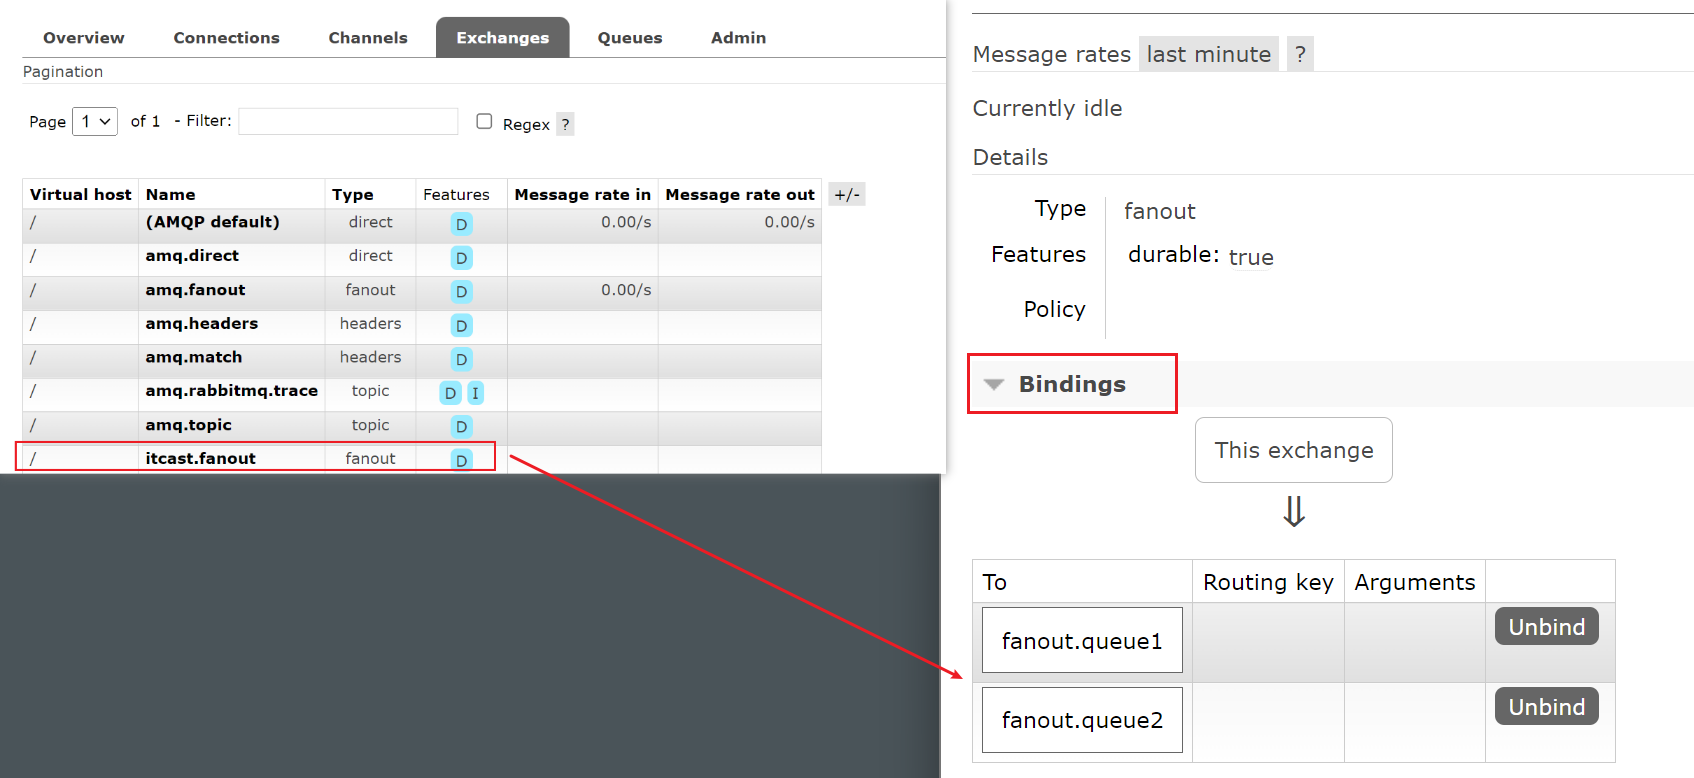 Overview Connections Channels Exchanges Queues Admin
Pagination
Page 1 of 1 - Filter: Regex ?
Virtual host Name Type Features Message rate in Message rate out +/-
/ (AMQP default) direct D 0.00/s 0.00/s
/ amq.direct direct D
/ amq.fanout fanout D 0.00/s
/ amq.headers headers D
/ amq.match headers D
/ amq.rabbitmq.trace topic D I
/ amq.topic topic D
/ itcast.fanout fanout D
Message rates last minute ?
Currently idle
Details
Type fanout
Features durable: true
Policy
Bindings
This exchange
⇓
To Routing key Arguments
fanout.queue1 Unbind
fanout.queue2 Unbind